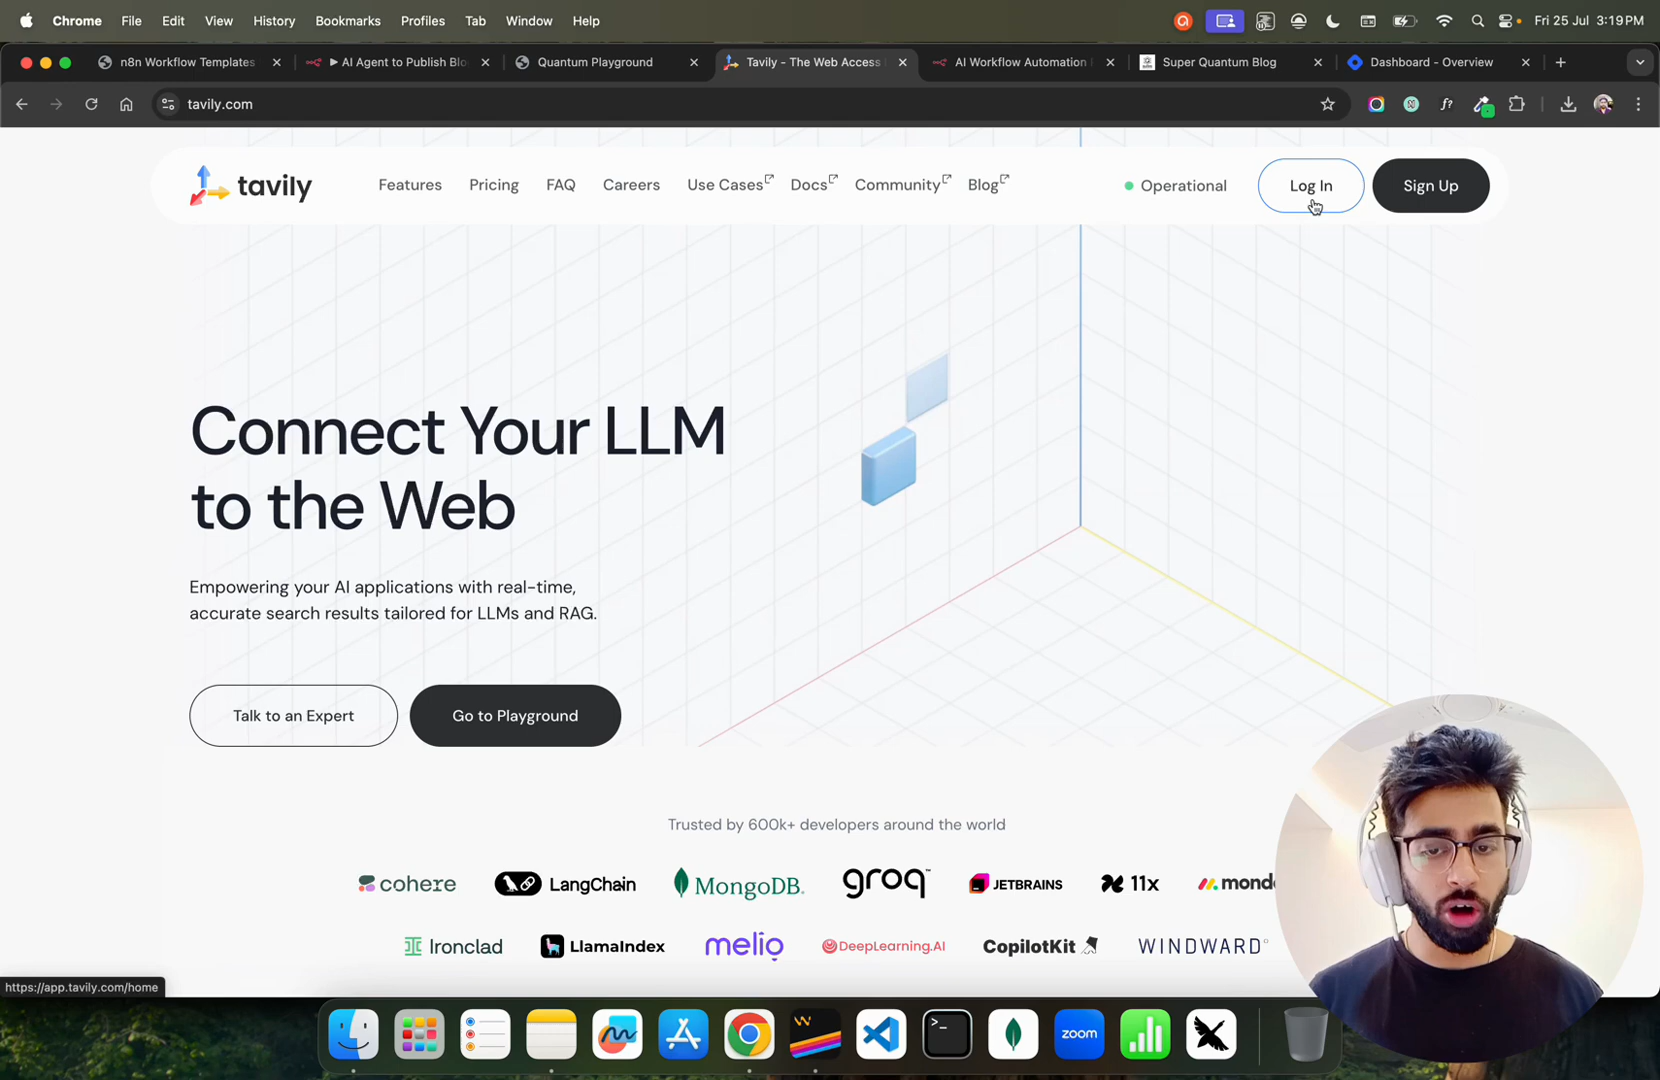 Chrome File Edit View History Bookmarks Profiles Tab Window Help Fri 25 Jul 3:19 PM
n8n Workflow Templates AI Agent to Publish Blo Quantum Playground Tavily - The Web Access AI Workflow Automation Super Quantum Blog Dashboard - Overview
tavily.com
tavily Features Pricing FAQ Careers Use Cases Docs Community Blog Operational Log In Sign Up
Connect Your LLM
to the Web
Empowering your AI applications with real-time,
accurate search results tailored for LLMs and RAG.
Talk to an Expert Go to Playground
Trusted by 600k+ developers around the world
cohere LangChain MongoDB. groq™ JETBRAINS 11x mond
Ironclad LlamaIndex melio DeepLearning.AI CopilotKit WINDWARD
https://app.tavily.com/home
zoom